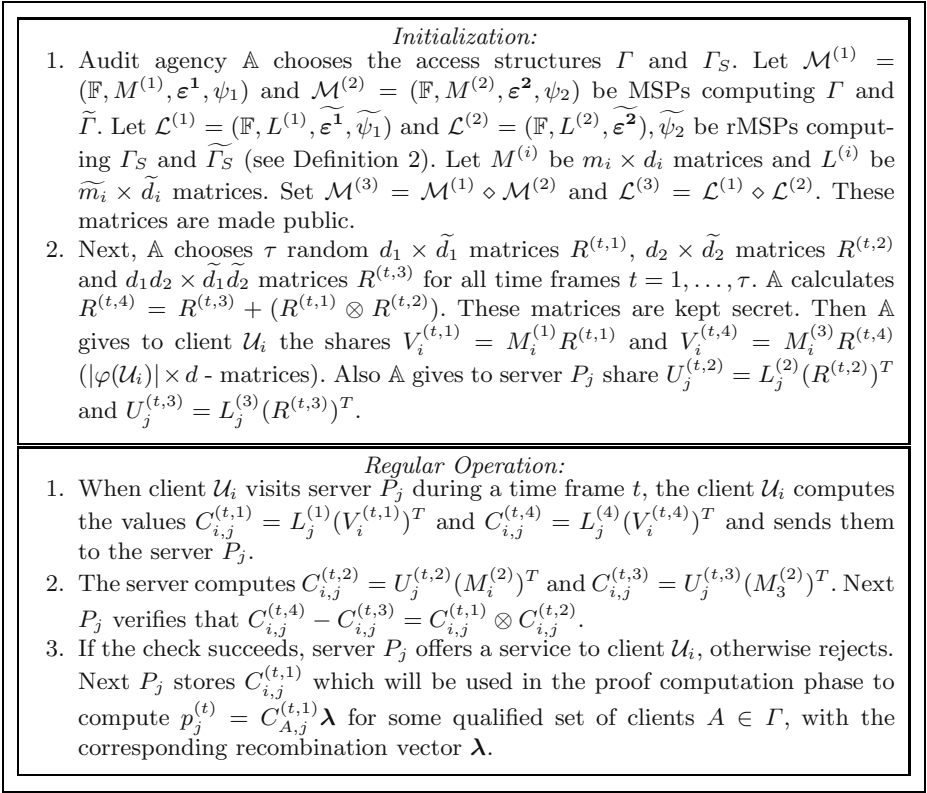 Initialization:
1. Audit agency 𝔸 chooses the access structures Γ and Γ_S. Let ℳ^(1) =
(𝔽, M^(1), ε^1, ψ_1) and ℳ^(2) = (𝔽, M^(2), ε^2, ψ_2) be MSPs computing Γ and
Γ̃. Let ℒ^(1) = (𝔽, L^(1), ε̃^1, ψ̃_1) and ℒ^(2) = (𝔽, L^(2), ε̃^2), ψ̃_2 be rMSPs comput-
ing Γ_S and Γ̃_S (see Definition 2). Let M^(i) be m_i × d_i matrices and L^(i) be
m̃_i × d̃_i matrices. Set ℳ^(3) = ℳ^(1) ⋄ ℳ^(2) and ℒ^(3) = ℒ^(1) ⋄ ℒ^(2). These
matrices are made public.
2. Next, 𝔸 chooses τ random d_1 × d̃_1 matrices R^(t,1), d_2 × d̃_2 matrices R^(t,2)
and d_1d_2 × d̃_1d̃_2 matrices R^(t,3) for all time frames t = 1, . . . , τ. 𝔸 calculates
R^(t,4) = R^(t,3) + (R^(t,1) ⊗ R^(t,2)). These matrices are kept secret. Then 𝔸
gives to client 𝒰_i the shares V_i^(t,1) = M_i^(1) R^(t,1) and V_i^(t,4) = M_i^(3) R^(t,4)
(|φ(𝒰_i)| × d - matrices). Also 𝔸 gives to server P_j share U_j^(t,2) = L_j^(2) (R^(t,2))^T
and U_j^(t,3) = L_j^(3) (R^(t,3))^T.
Regular Operation:
1. When client 𝒰_i visits server P_j during a time frame t, the client 𝒰_i computes
the values C_{i,j}^(t,1) = L_j^(1) (V_i^(t,1))^T and C_{i,j}^(t,4) = L_j^(4) (V_i^(t,4))^T and sends them
to the server P_j.
2. The server computes C_{i,j}^(t,2) = U_j^(t,2) (M_i^(2))^T and C_{i,j}^(t,3) = U_j^(t,3) (M_3^(2))^T. Next
P_j verifies that C_{i,j}^(t,4) − C_{i,j}^(t,3) = C_{i,j}^(t,1) ⊗ C_{i,j}^(t,2).
3. If the check succeeds, server P_j offers a service to client 𝒰_i, otherwise rejects.
Next P_j stores C_{i,j}^(t,1) which will be used in the proof computation phase to
compute p_j^(t) = C_{A,j}^(t,1) λ for some qualified set of clients A ∈ Γ, with the
corresponding recombination vector λ.